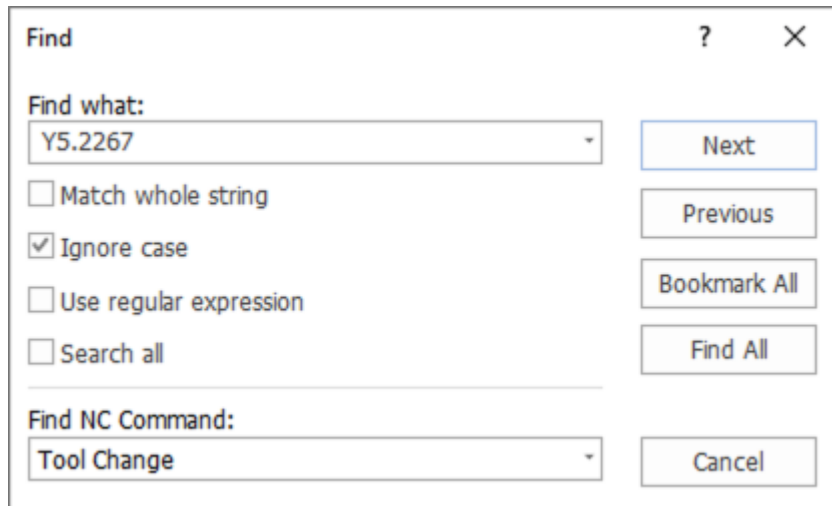 Find
?
Find what:
Y5.2267
Next
Match whole string
Previous
Ignore case
Bookmark All
Use regular expression
Search all
Find All
Find NC Command:
Tool Change
Cancel